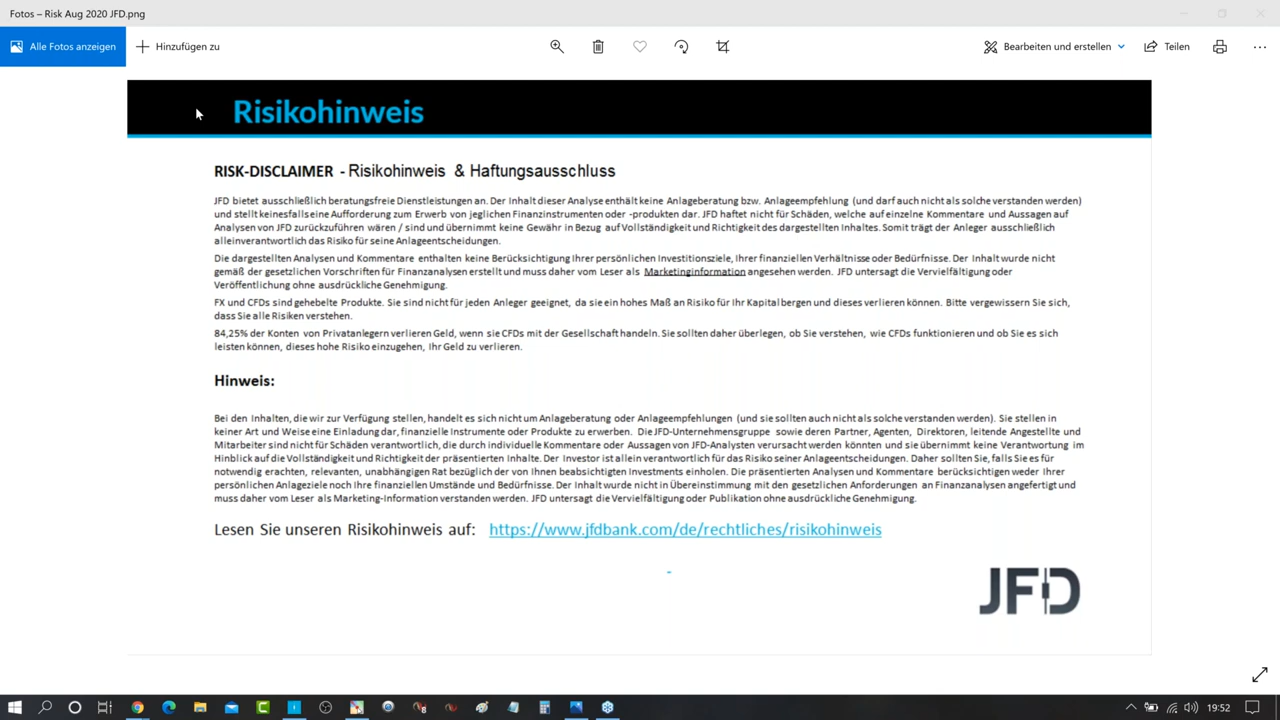 Fotos – Risk Aug 2020 JFD.png
Alle Fotos anzeigen
Hinzufügen zu
Bearbeiten und erstellen
Teilen
Risikohinweis
RISK-DISCLAIMER - Risikohinweis & Haftungsausschluss
JFD bietet ausschließlich beratungsfreie Dienstleistungen an. Der Inhalt dieser Analyse enthält keine Anlageberatung bzw. Anlageempfehlung (und darf auch nicht als solche verstanden werden)
und stellt keinesfalls eine Aufforderung zum Erwerb von jeglichen Finanzinstrumenten oder -produkten dar. JFD haftet nicht für Schäden, welche auf einzelne Kommentare und Aussagen auf
Analysen von JFD zurückzuführen wären / sind und übernimmt keine Gewähr in Bezug auf Vollständigkeit und Richtigkeit des dargestellten Inhaltes. Somit trägt der Anleger ausschließlich
alleinverantwortlich das Risiko für seine Anlageentscheidungen.
Die dargestellten Analysen und Kommentare enthalten keine Berücksichtigung Ihrer persönlichen Investitionsziele, Ihrer finanziellen Verhältnisse oder Bedürfnisse. Der Inhalt wurde nicht
gemäß der gesetzlichen Vorschriften für Finanzanalysen erstellt und muss daher vom Leser als Marketinginformation angesehen werden. JFD untersagt die Vervielfältigung oder
Veröffentlichung ohne ausdrückliche Genehmigung.
FX und CFDs sind gehebelte Produkte. Sie sind nicht für jeden Anleger geeignet, da sie ein hohes Maß an Risiko für Ihr Kapital bergen und dieses verlieren können. Bitte vergewissern Sie sich,
dass Sie alle Risiken verstehen.
84,25% der Konten von Privatanlegern verlieren Geld, wenn sie CFDs mit der Gesellschaft handeln. Sie sollten daher überlegen, ob Sie verstehen, wie CFDs funktionieren und ob Sie es sich
leisten können, dieses hohe Risiko einzugehen, Ihr Geld zu verlieren.
Hinweis:
Bei den Inhalten, die wir zur Verfügung stellen, handelt es sich nicht um Anlageberatung oder Anlageempfehlungen (und sie sollten auch nicht als solche verstanden werden). Sie stellen in
keiner Art und Weise eine Einladung dar, finanzielle Instrumente oder Produkte zu erwerben. Die JFD-Unternehmensgruppe sowie deren Partner, Agenten, Direktoren, leitende Angestellte und
Mitarbeiter sind nicht für Schäden verantwortlich, die durch individuelle Kommentare oder Aussagen von JFD-Analysten verursacht werden könnten und sie übernimmt keine Verantwortung im
Hinblick auf die Vollständigkeit und Richtigkeit der präsentierten Inhalte. Der Investor ist allein verantwortlich für das Risiko seiner Anlageentscheidungen. Daher sollten Sie, falls Sie es für
notwendig erachten, relevanten, unabhängigen Rat bezüglich der von Ihnen beabsichtigten Investments einholen. Die präsentierten Analysen und Kommentare berücksichtigen weder Ihrer
persönlichen Anlageziele noch Ihre finanziellen Umstände und Bedürfnisse. Der Inhalt wurde nicht in Übereinstimmung mit den gesetzlichen Anforderungen an Finanzanalysen angefertigt und
muss daher vom Leser als Marketing-Information verstanden werden. JFD untersagt die Vervielfältigung oder Publikation ohne ausdrückliche Genehmigung.
Lesen Sie unseren Risikohinweis auf: https://www.jfdbank.com/de/rechtliches/risikohinweis
JFD
19:52